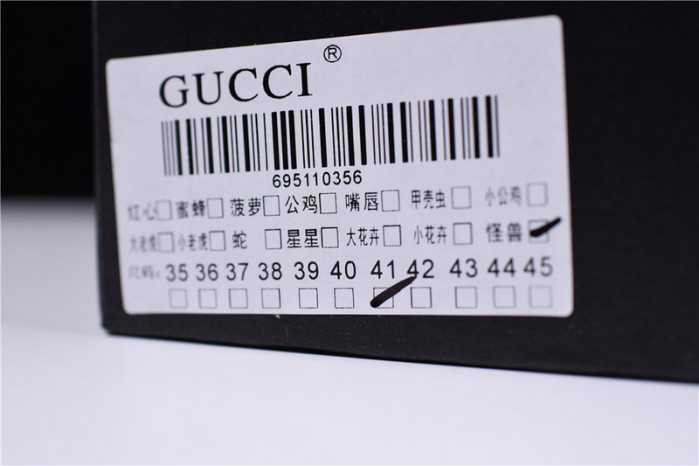 GUCCI®
695110356
红心 蜜蜂 菠萝 公鸡 嘴唇 甲壳虫 小公鸡
大老虎 小老虎 蛇 星星 大花卉 小花卉 怪兽
尺码: 35 36 37 38 39 40 41 42 43 44 45